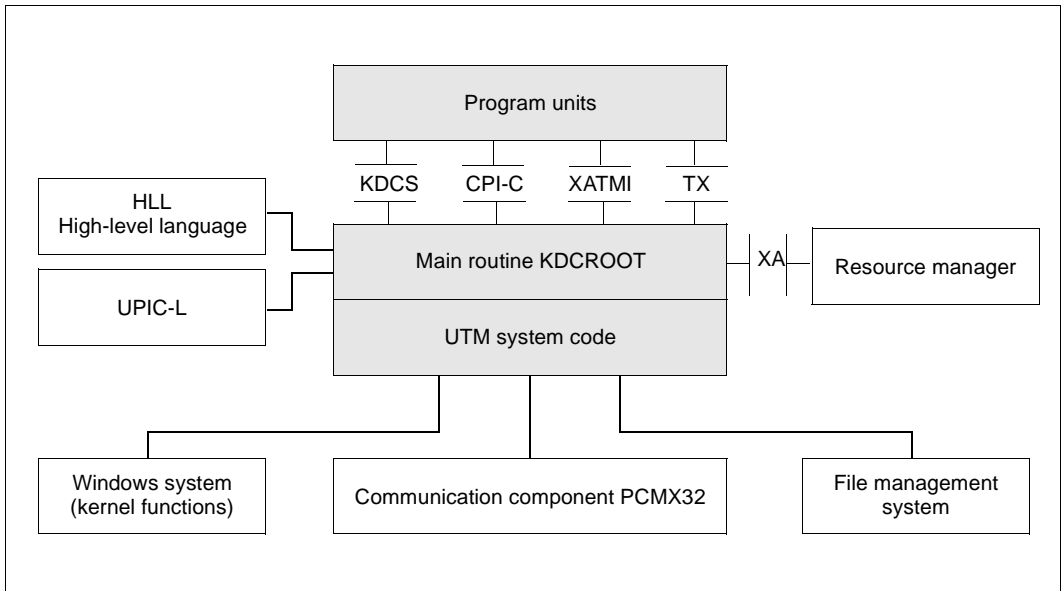 Program units
KDCS
CPI-C
XATMI
TX
HLL
High-level language
Main routine KDCROOT
XA
Resource manager
UPIC-L
UTM system code
Windows system
(kernel functions)
Communication component PCMX32
File management
system